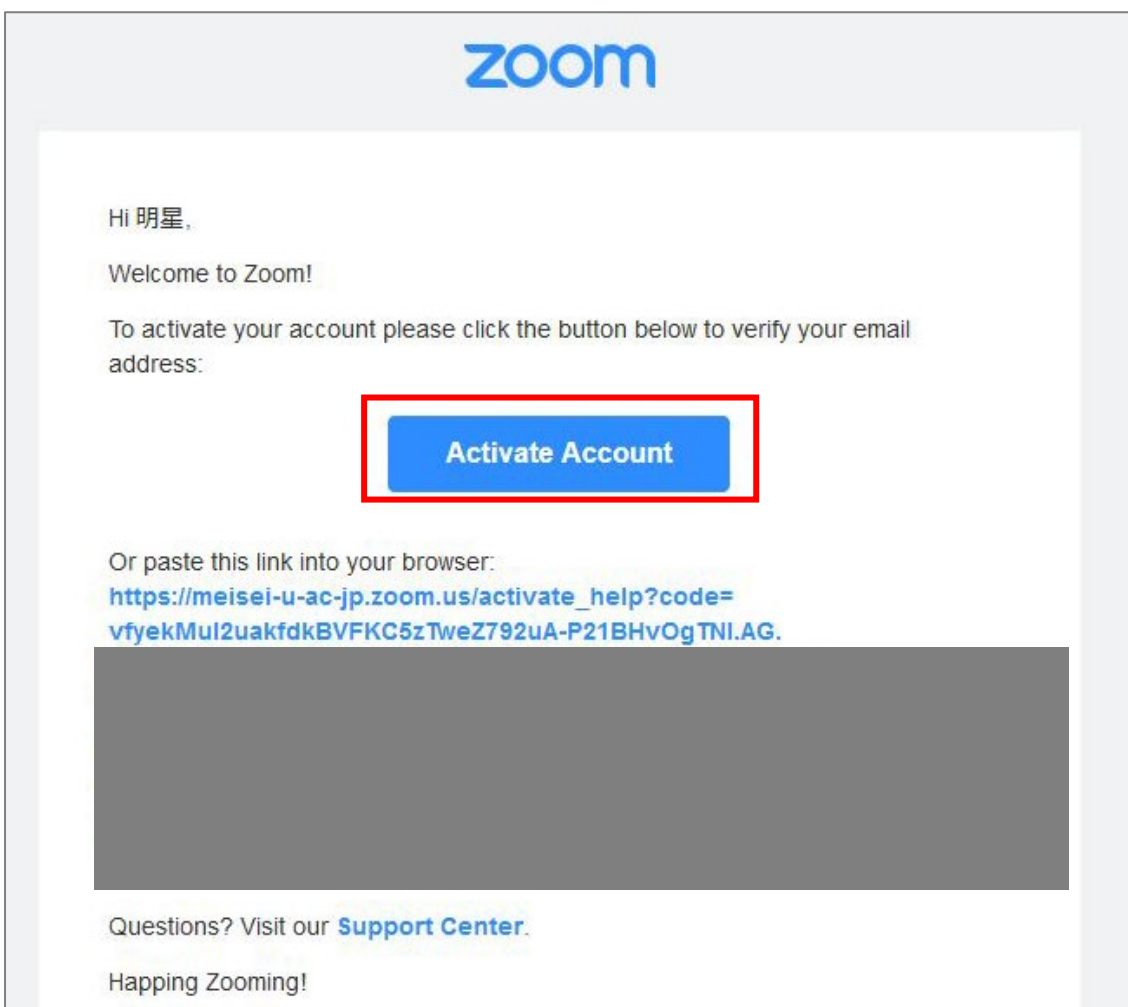 zoom
Hi 明星,
Welcome to Zoom!
To activate your account please click the button below to verify your email
address:
Activate Account
Or paste this link into your browser:
https://meisei-u-ac-jp.zoom.us/activate_help?code=
vfyekMul2uakfdkBVFKC5zTweZ792uA-P21BHvOgTNI.AG.
Questions? Visit our Support Center.
Happing Zooming!